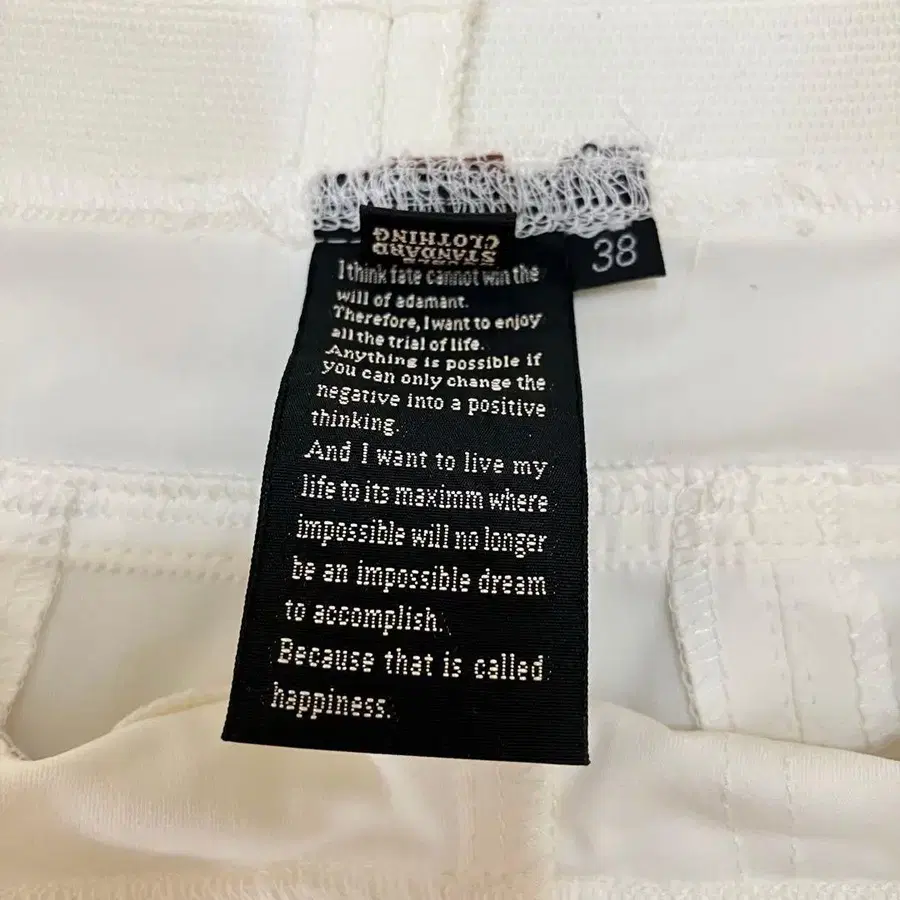 STANDARD
CLOTHING
38
I think fate cannot win the
will of adamant.
Therefore, I want to enjoy
all the trial of life.
Anything is possible if
you can only change the
negative into a positive
thinking.
And I want to live my
life to its maximm where
impossible will no longer
be an impossible dream
to accomplish.
Because that is called
happiness.